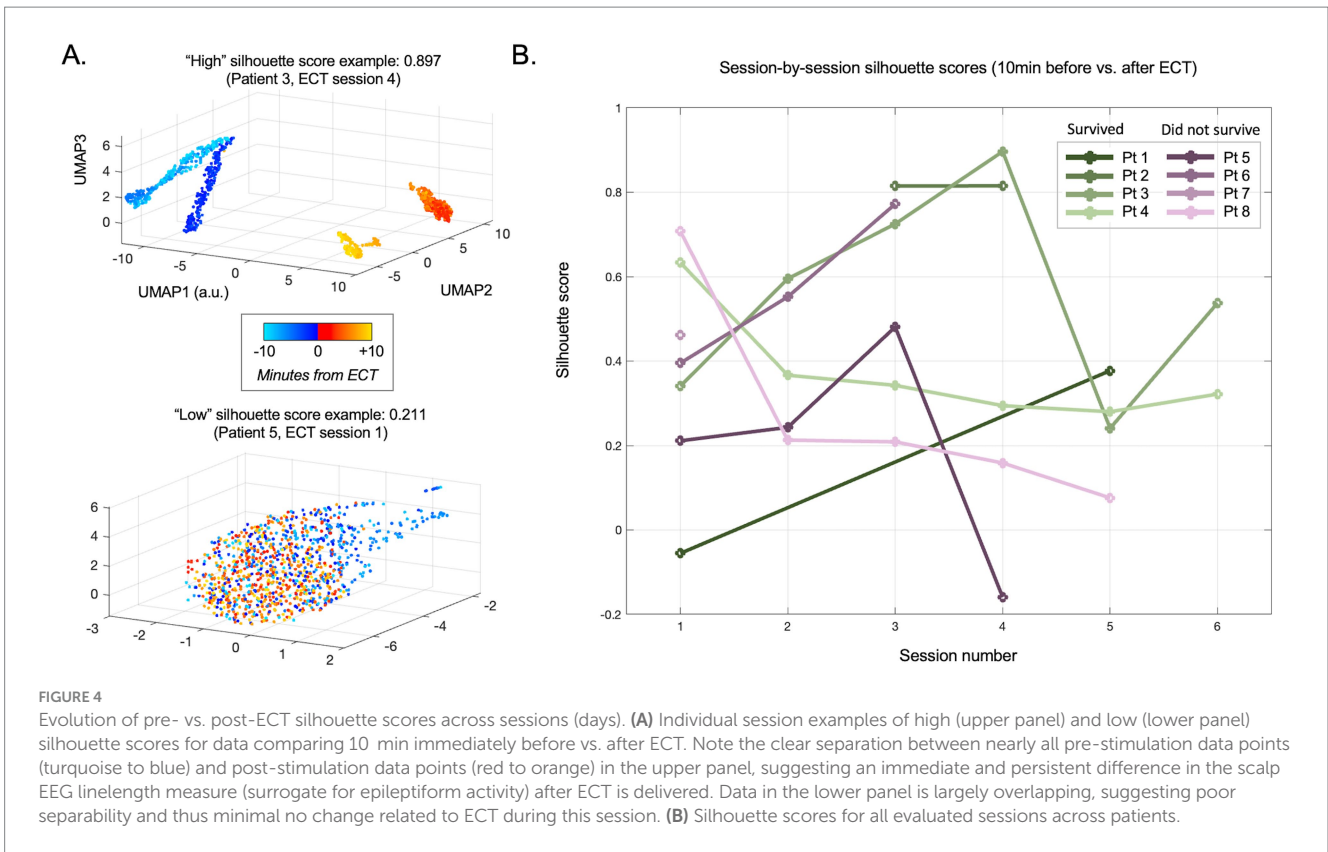 A.
"High" silhouette score example: 0.897
(Patient 3, ECT session 4)
UMAP3
6
4
2
0
-10
-5
0
5
10
UMAP1 (a.u.)
-5
0
5
10
UMAP2
-10 0 +10
Minutes from ECT
"Low" silhouette score example: 0.211
(Patient 5, ECT session 1)
6
4
2
0
-3
-2
-1
0
1
2
-6
-4
-2
B.
Session-by-session silhouette scores (10min before vs. after ECT)
Silhouette score
1
0.8
0.6
0.4
0.2
0
-0.2
1 2 3 4 5 6
Session number
Survived Did not survive
Pt 1 Pt 5
Pt 2 Pt 6
Pt 3 Pt 7
Pt 4 Pt 8
FIGURE 4
Evolution of pre- vs. post-ECT silhouette scores across sessions (days). (A) Individual session examples of high (upper panel) and low (lower panel)
silhouette scores for data comparing 10 min immediately before vs. after ECT. Note the clear separation between nearly all pre-stimulation data points
(turquoise to blue) and post-stimulation data points (red to orange) in the upper panel, suggesting an immediate and persistent difference in the scalp
EEG linelength measure (surrogate for epileptiform activity) after ECT is delivered. Data in the lower panel is largely overlapping, suggesting poor
separability and thus minimal no change related to ECT during this session. (B) Silhouette scores for all evaluated sessions across patients.